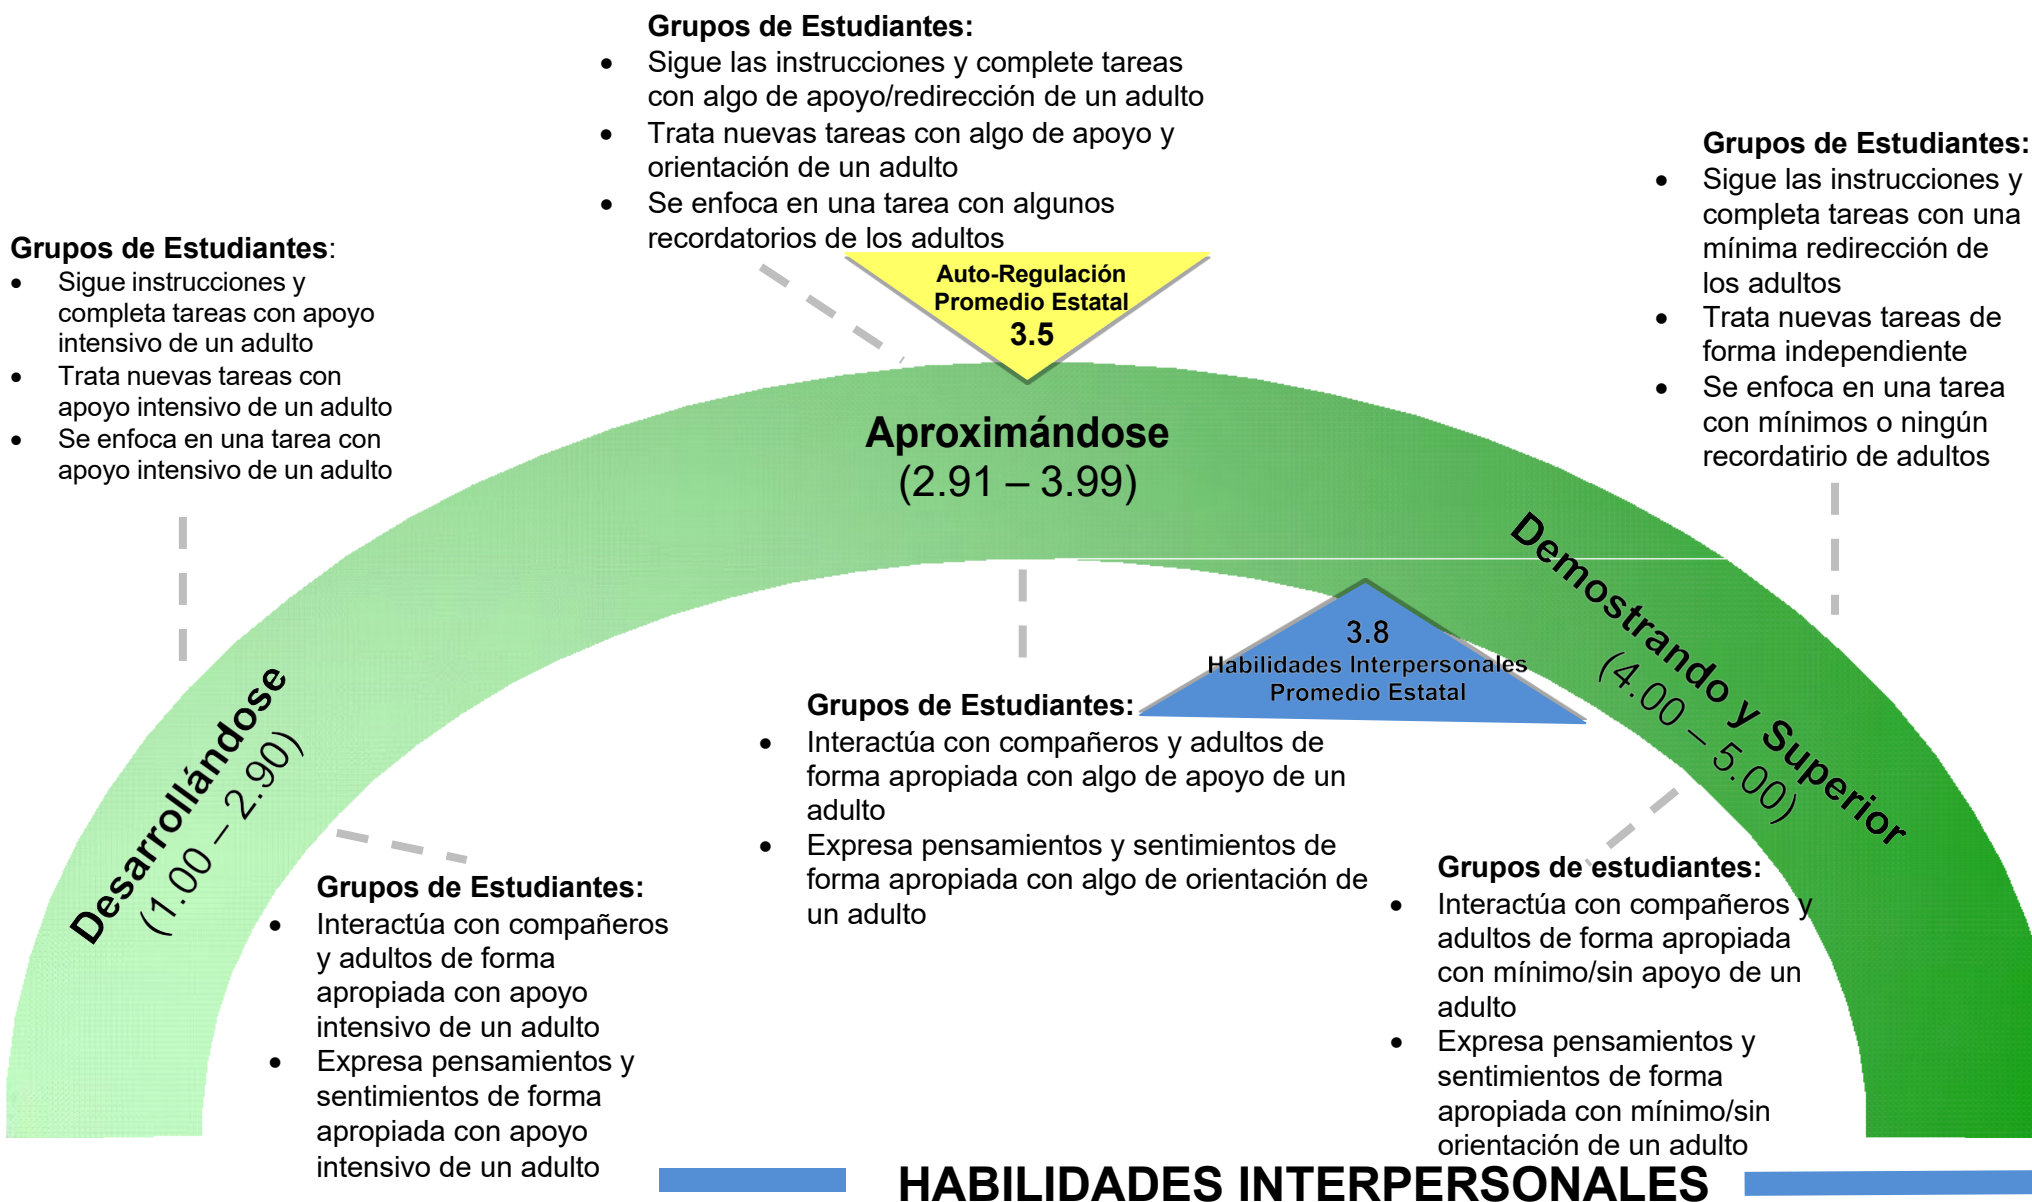 Grupos de Estudiantes:
• Sigue las instrucciones y complete tareas
con algo de apoyo/redirección de un adulto
• Trata nuevas tareas con algo de apoyo y
orientación de un adulto
• Se enfoca en una tarea con algunos
recordatorios de los adultos
Grupos de Estudiantes:
• Sigue las instrucciones y
completa tareas con una
mínima redirección de
los adultos
• Trata nuevas tareas de
forma independiente
• Se enfoca en una tarea
con mínimos o ningún
recordatirio de adultos
Grupos de Estudiantes:
• Sigue instrucciones y
completa tareas con apoyo
intensivo de un adulto
• Trata nuevas tareas con
apoyo intensivo de un adulto
• Se enfoca en una tarea con
apoyo intensivo de un adulto
Auto-Regulación
Promedio Estatal
3.5
Aproximándose
(2.91 – 3.99)
Demostrando y Superior
(4.00 – 5.00)
3.8
Habilidades Interpersonales
Promedio Estatal
Desarrollándose
(1.00 – 2.90)
Grupos de Estudiantes:
• Interactúa con compañeros y adultos de
forma apropiada con algo de apoyo de un
adulto
• Expresa pensamientos y sentimientos de
forma apropiada con algo de orientación de
un adulto
Grupos de Estudiantes:
• Interactúa con compañeros
y adultos de forma
apropiada con apoyo
intensivo de un adulto
• Expresa pensamientos y
sentimientos de forma
apropiada con apoyo
intensivo de un adulto
Grupos de estudiantes:
• Interactúa con compañeros y
adultos de forma apropiada
con mínimo/sin apoyo de un
adulto
• Expresa pensamientos y
sentimientos de forma
apropiada con mínimo/sin
orientación de un adulto
HABILIDADES INTERPERSONALES